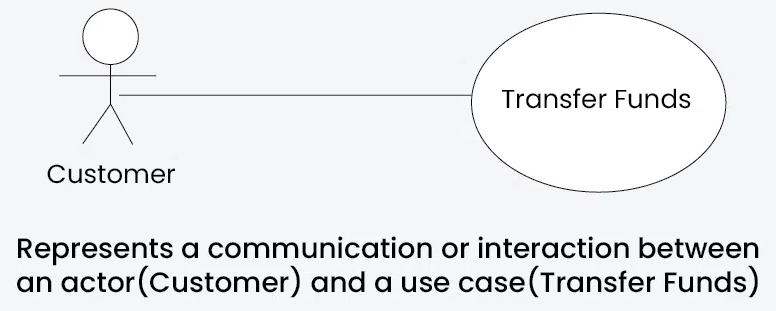 Transfer Funds
Customer
Represents a communication or interaction between
an actor(Customer) and a use case(Transfer Funds)